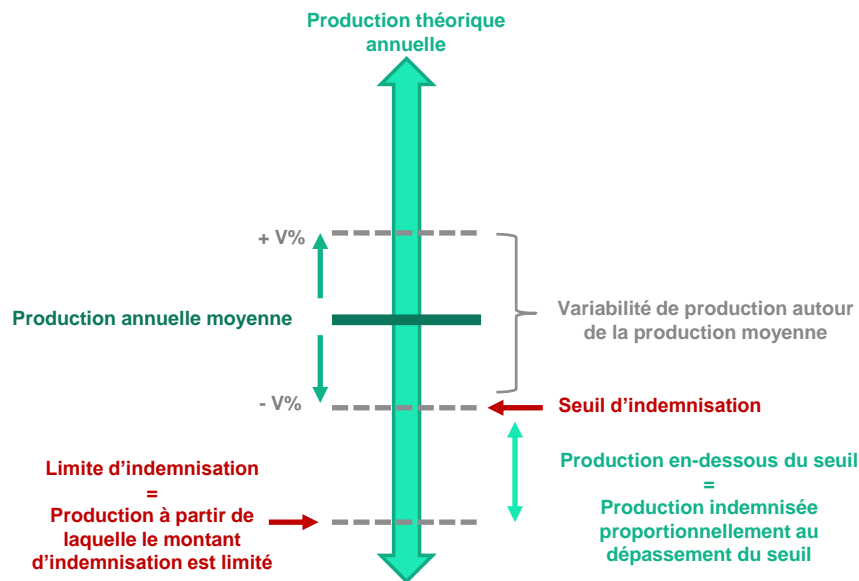 Production théorique
annuelle
+ V%
Production annuelle moyenne
Variabilité de production autour
de la production moyenne
- V%
Seuil d'indemnisation
Limite d'indemnisation
=
Production à partir de
laquelle le montant
d'indemnisation est limité
Production en-dessous du seuil
=
Production indemnisée
proportionnellement au
dépassement du seuil